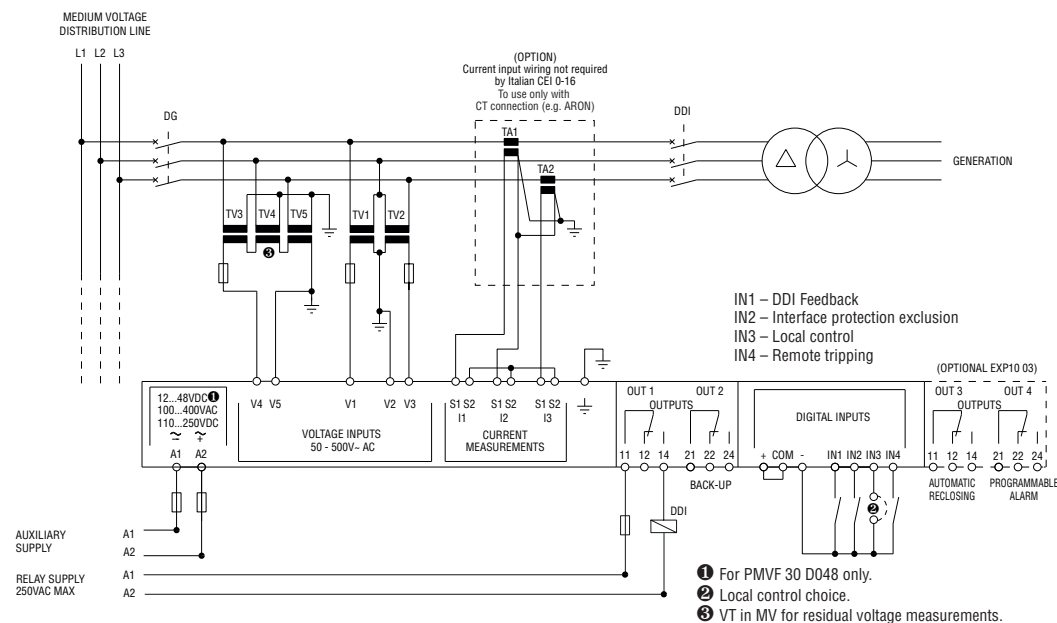 MEDIUM VOLTAGE
DISTRIBUTION LINE
L1 L2 L3
DG
(OPTION)
Current input wiring not required
by Italian CEI 0-16
To use only with
CT connection (e.g. ARON)
TA1
TA2
DDI
GENERATION
TV3 TV4 TV5
❸
TV1 TV2
IN1 – DDI Feedback
IN2 – Interface protection exclusion
IN3 – Local control
IN4 – Remote tripping
(OPTIONAL EXP10 03)
12...48VDC❶
100...400VAC
110...250VDC
~ ~
– +
A1 A2
V4 V5 V1 V2 V3
VOLTAGE INPUTS
50 - 500V~ AC
S1 S2 S1 S2 S1 S2
I1 I2 I3
CURRENT
MEASUREMENTS
OUT 1 OUT 2
OUTPUTS
11 12 14 21 22 24
BACK-UP
DIGITAL INPUTS
+ COM - IN1 IN2 IN3 IN4
❷
OUT 3 OUT 4
OUTPUTS
11 12 14 21 22 24
AUTOMATIC
RECLOSING
PROGRAMMABLE
ALARM
DDI
AUXILIARY
SUPPLY
A1
A2
RELAY SUPPLY
250VAC MAX
A1
A2
❶ For PMVF 30 D048 only.
❷ Local control choice.
❸ VT in MV for residual voltage measurements.